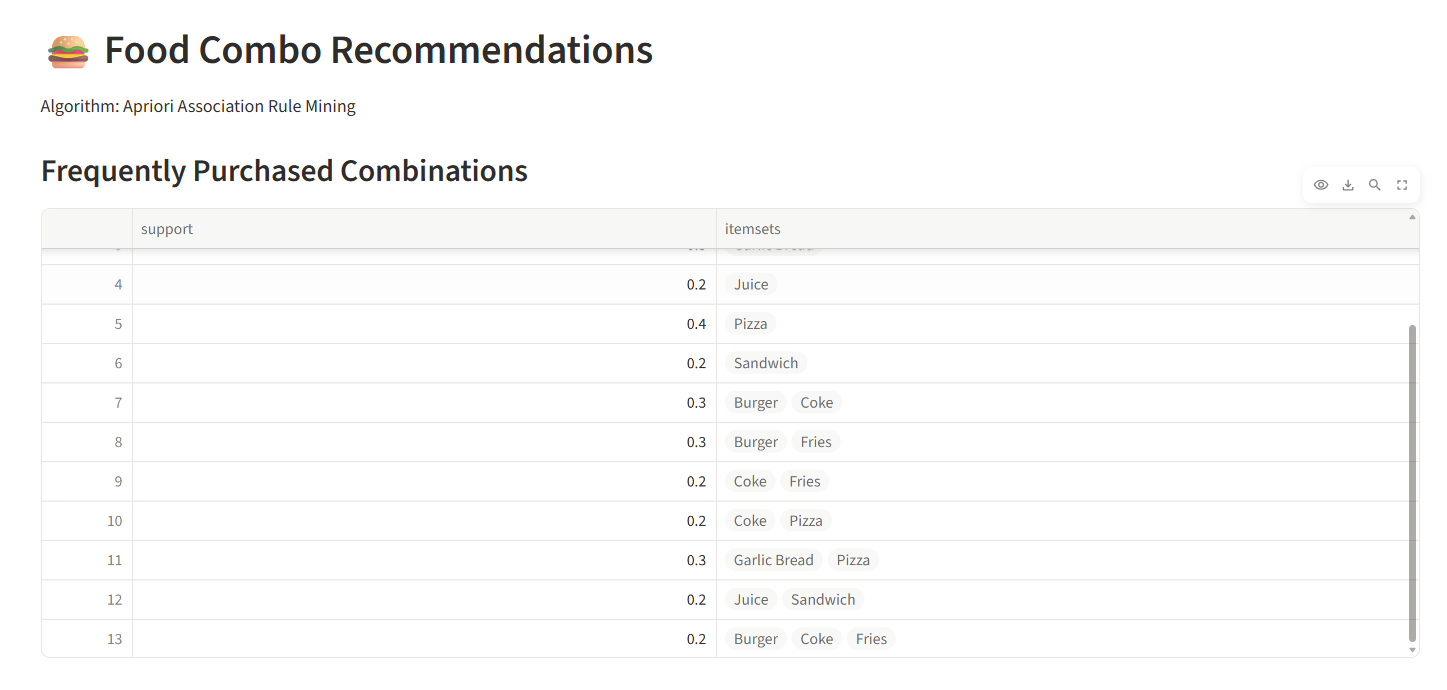 Food Combo Recommendations
Algorithm: Apriori Association Rule Mining
Frequently Purchased Combinations
support itemsets
4 0.2 Juice
5 0.4 Pizza
6 0.2 Sandwich
7 0.3 Burger Coke
8 0.3 Burger Fries
9 0.2 Coke Fries
10 0.2 Coke Pizza
11 0.3 Garlic Bread Pizza
12 0.2 Juice Sandwich
13 0.2 Burger Coke Fries